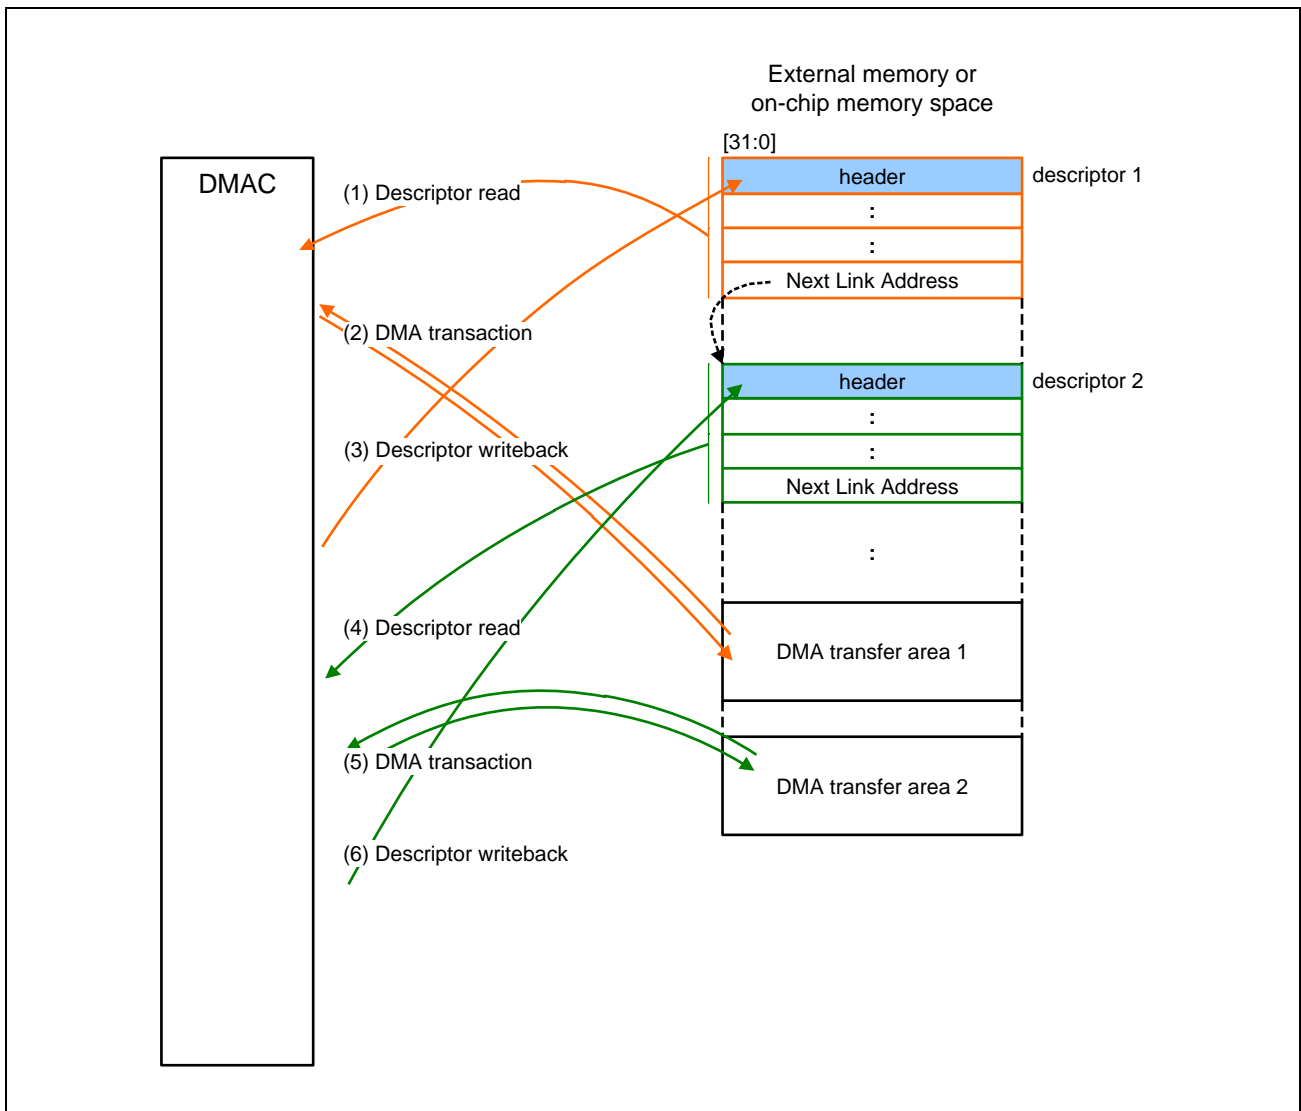 External memory or
on-chip memory space
[31:0]
DMAC
header
descriptor 1
(1) Descriptor read
:
:
Next Link Address
(2) DMA transaction
header
descriptor 2
:
(3) Descriptor writeback
:
Next Link Address
:
(4) Descriptor read
DMA transfer area 1
(5) DMA transaction
DMA transfer area 2
(6) Descriptor writeback